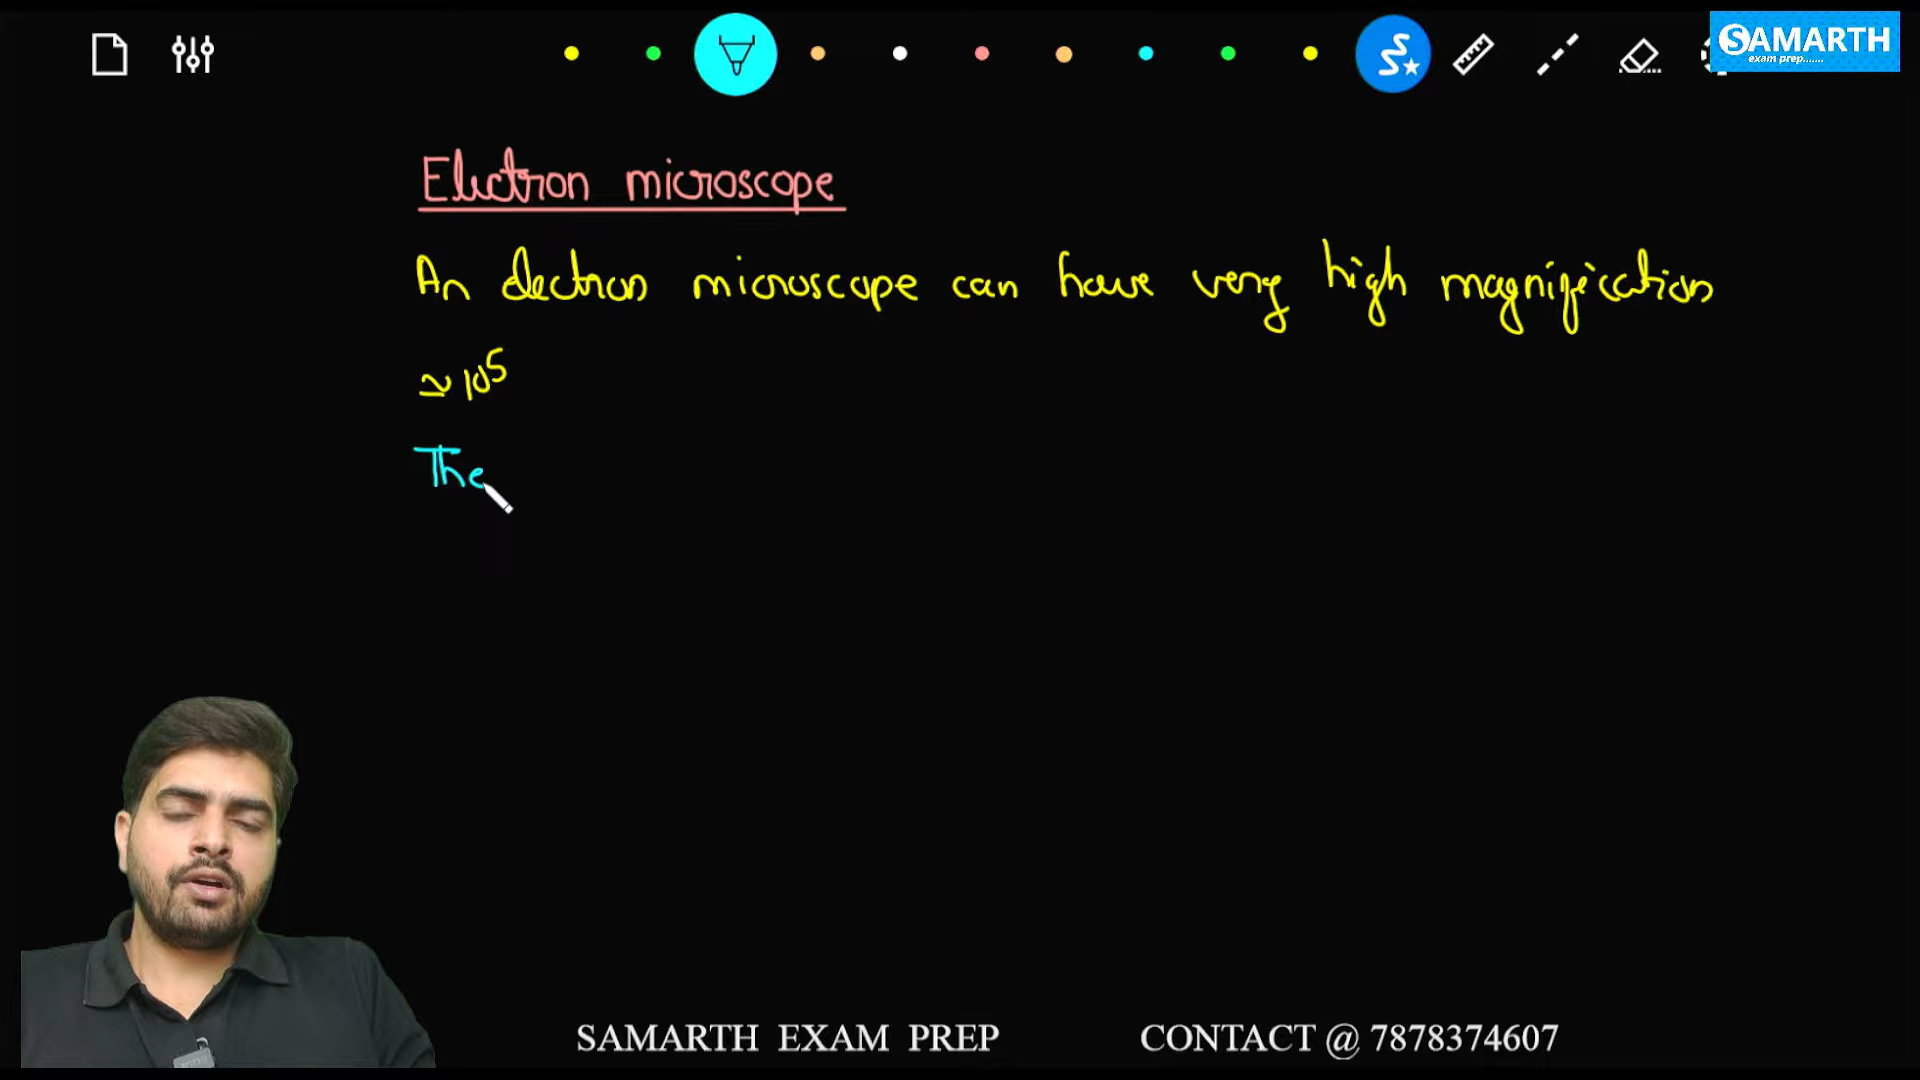 SAMARTH
exam prep......
Electron microscope
An electron microscope can have very high magnification
≃ 10⁵
The
SAMARTH EXAM PREP CONTACT @ 7878374607